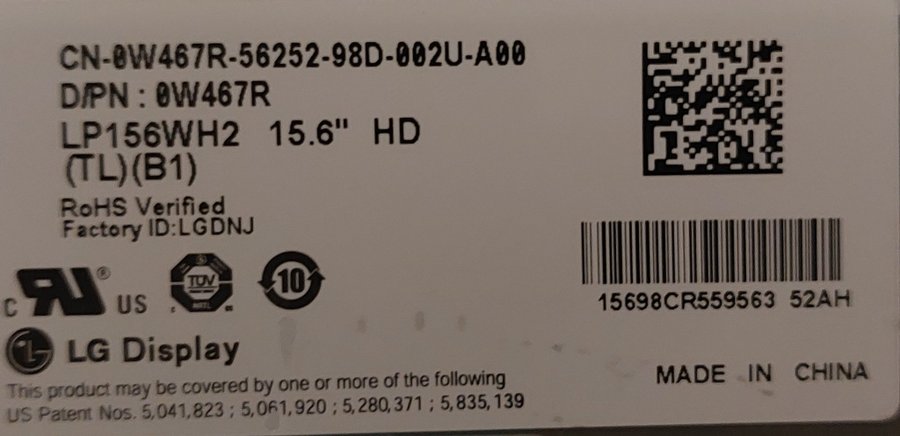 CN-0W467R-56252-98D-002U-A00
D/PN : 0W467R
LP156WH2 15.6" HD
(TL)(B1)
RoHS Verified
Factory ID:LGDNJ
C RU ® US
TÜV
10
15698CR559563 52AH
LG Display
MADE IN CHINA
This product may be covered by one or more of the following
US Patent Nos. 5,041,823 ; 5,061,920 ; 5,280,371 ; 5,835,139